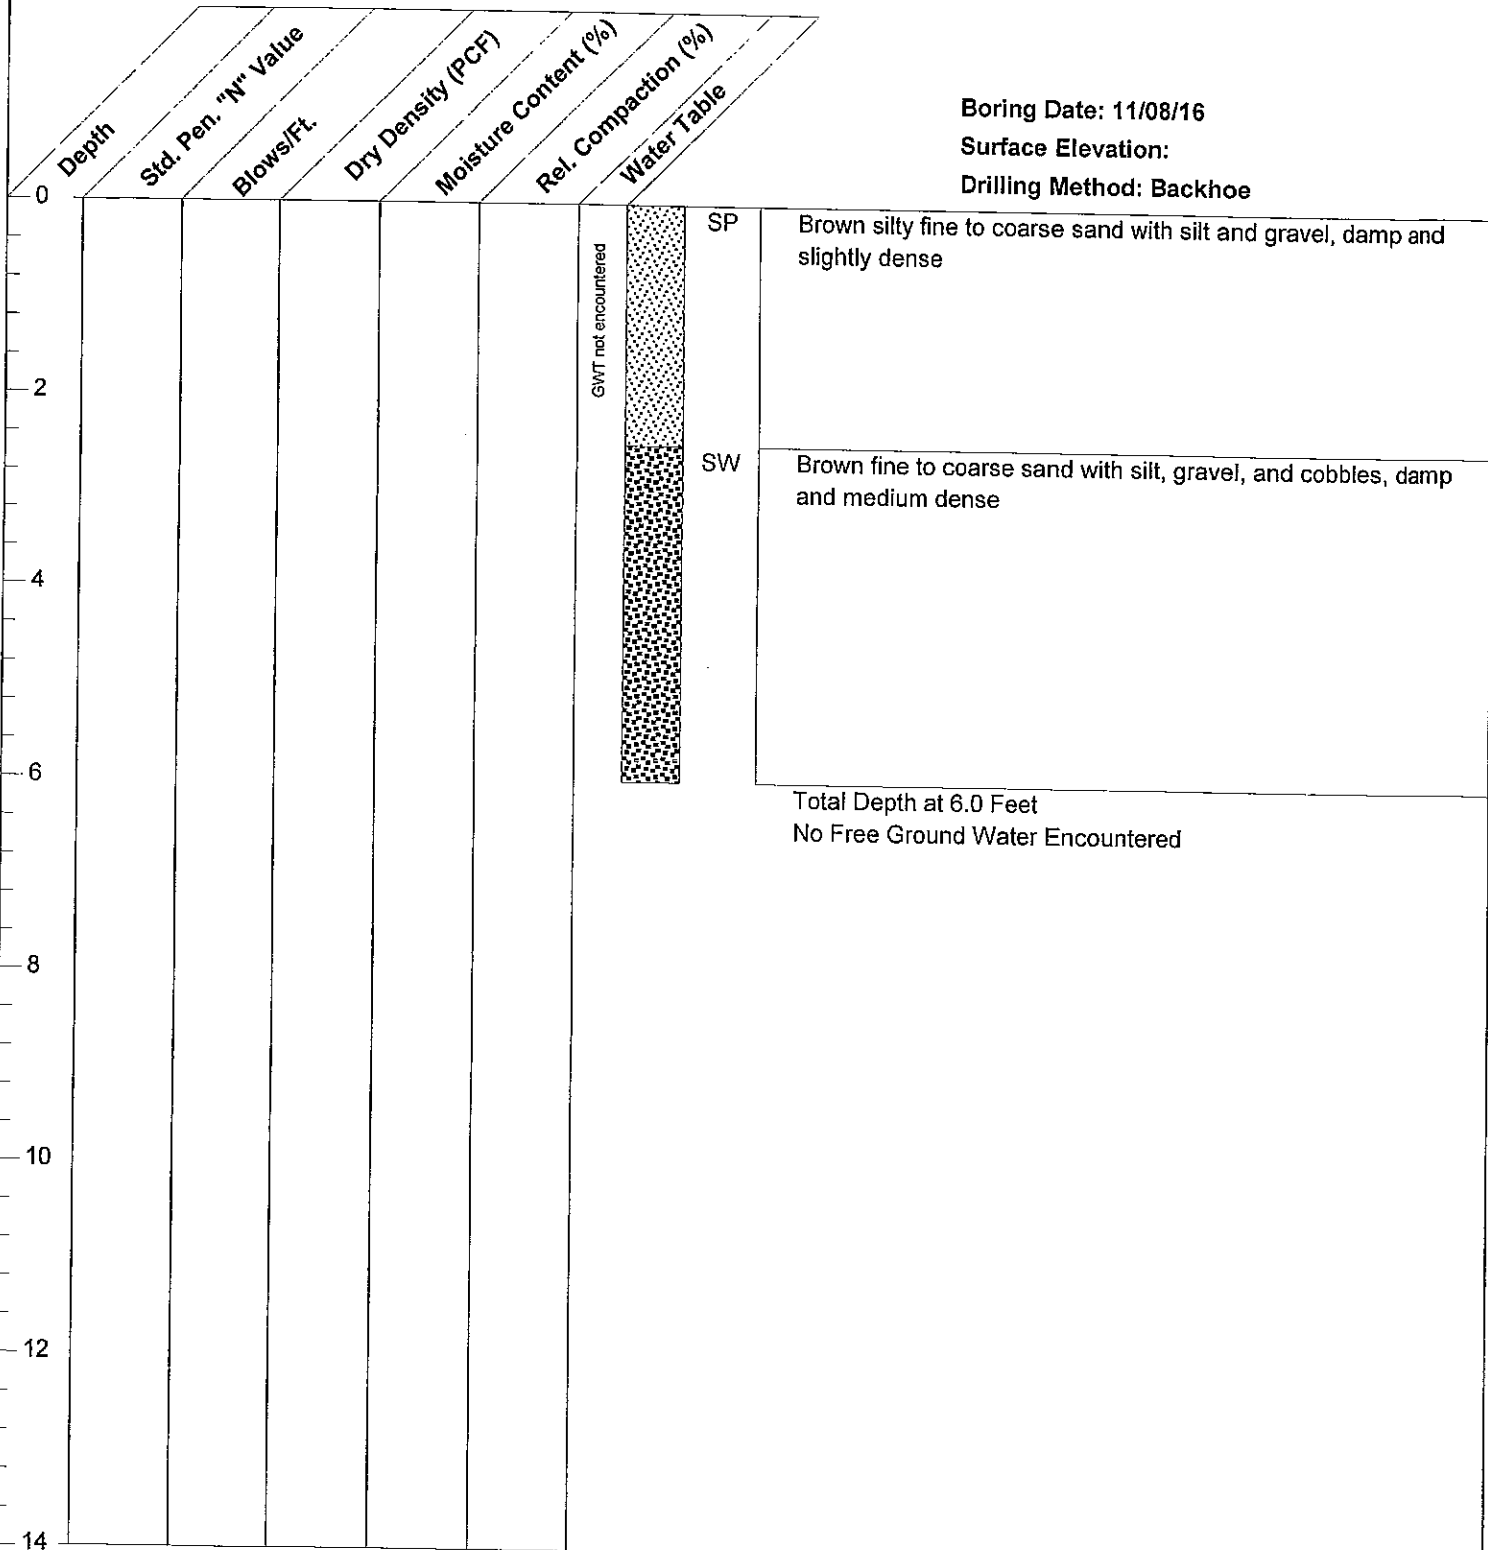 Depth
Std. Pen. "N" Value
Blows/Ft.
Dry Density (PCF)
Moisture Content (%)
Rel. Compaction (%)
Water Table
Boring Date: 11/08/16
Surface Elevation:
Drilling Method: Backhoe
0
GWT not encountered
SP
Brown silty fine to coarse sand with silt and gravel, damp and
slightly dense
2
SW
Brown fine to coarse sand with silt, gravel, and cobbles, damp
and medium dense
4
6
Total Depth at 6.0 Feet
No Free Ground Water Encountered
8
10
12
14